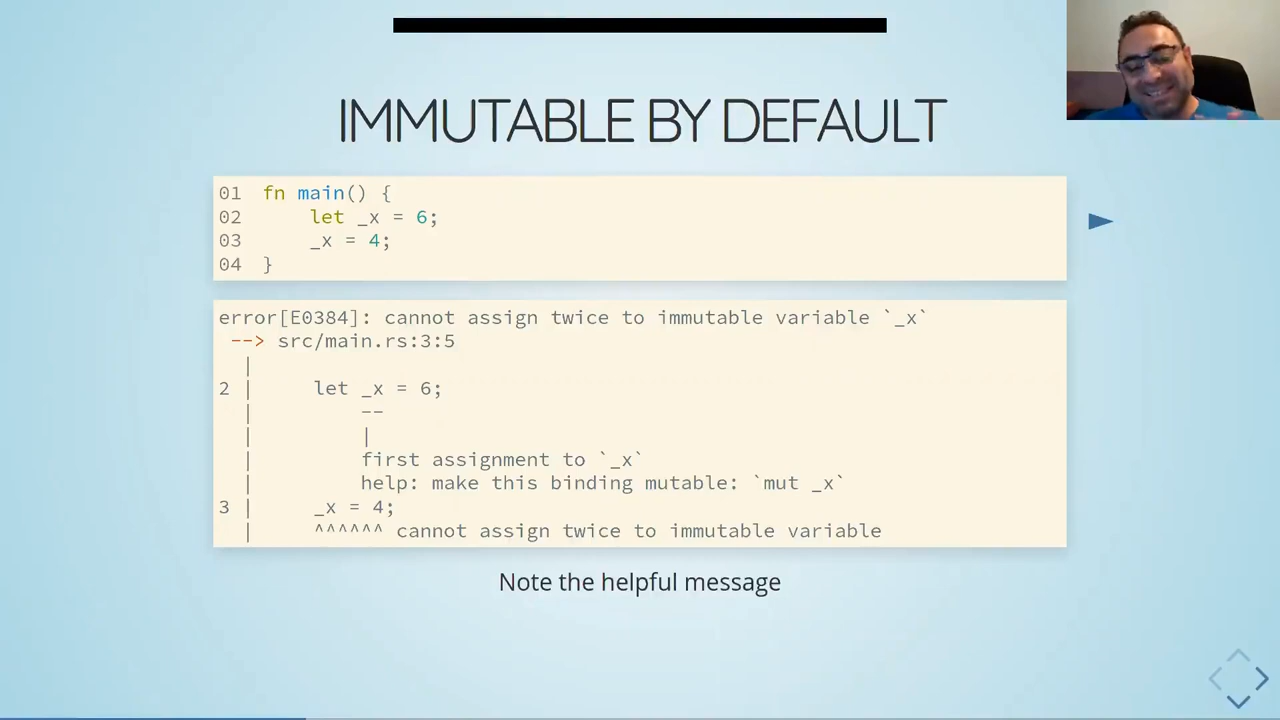 IMMUTABLE BY DEFAULT
01 fn main() {
02     let _x = 6;
03     _x = 4;
04 }
error[E0384]: cannot assign twice to immutable variable `_x`
 --> src/main.rs:3:5
  |
2 |     let _x = 6;
  |         --
  |         |
  |         first assignment to `_x`
  |         help: make this binding mutable: `mut _x`
3 |     _x = 4;
  |     ^^^^^^ cannot assign twice to immutable variable
Note the helpful message